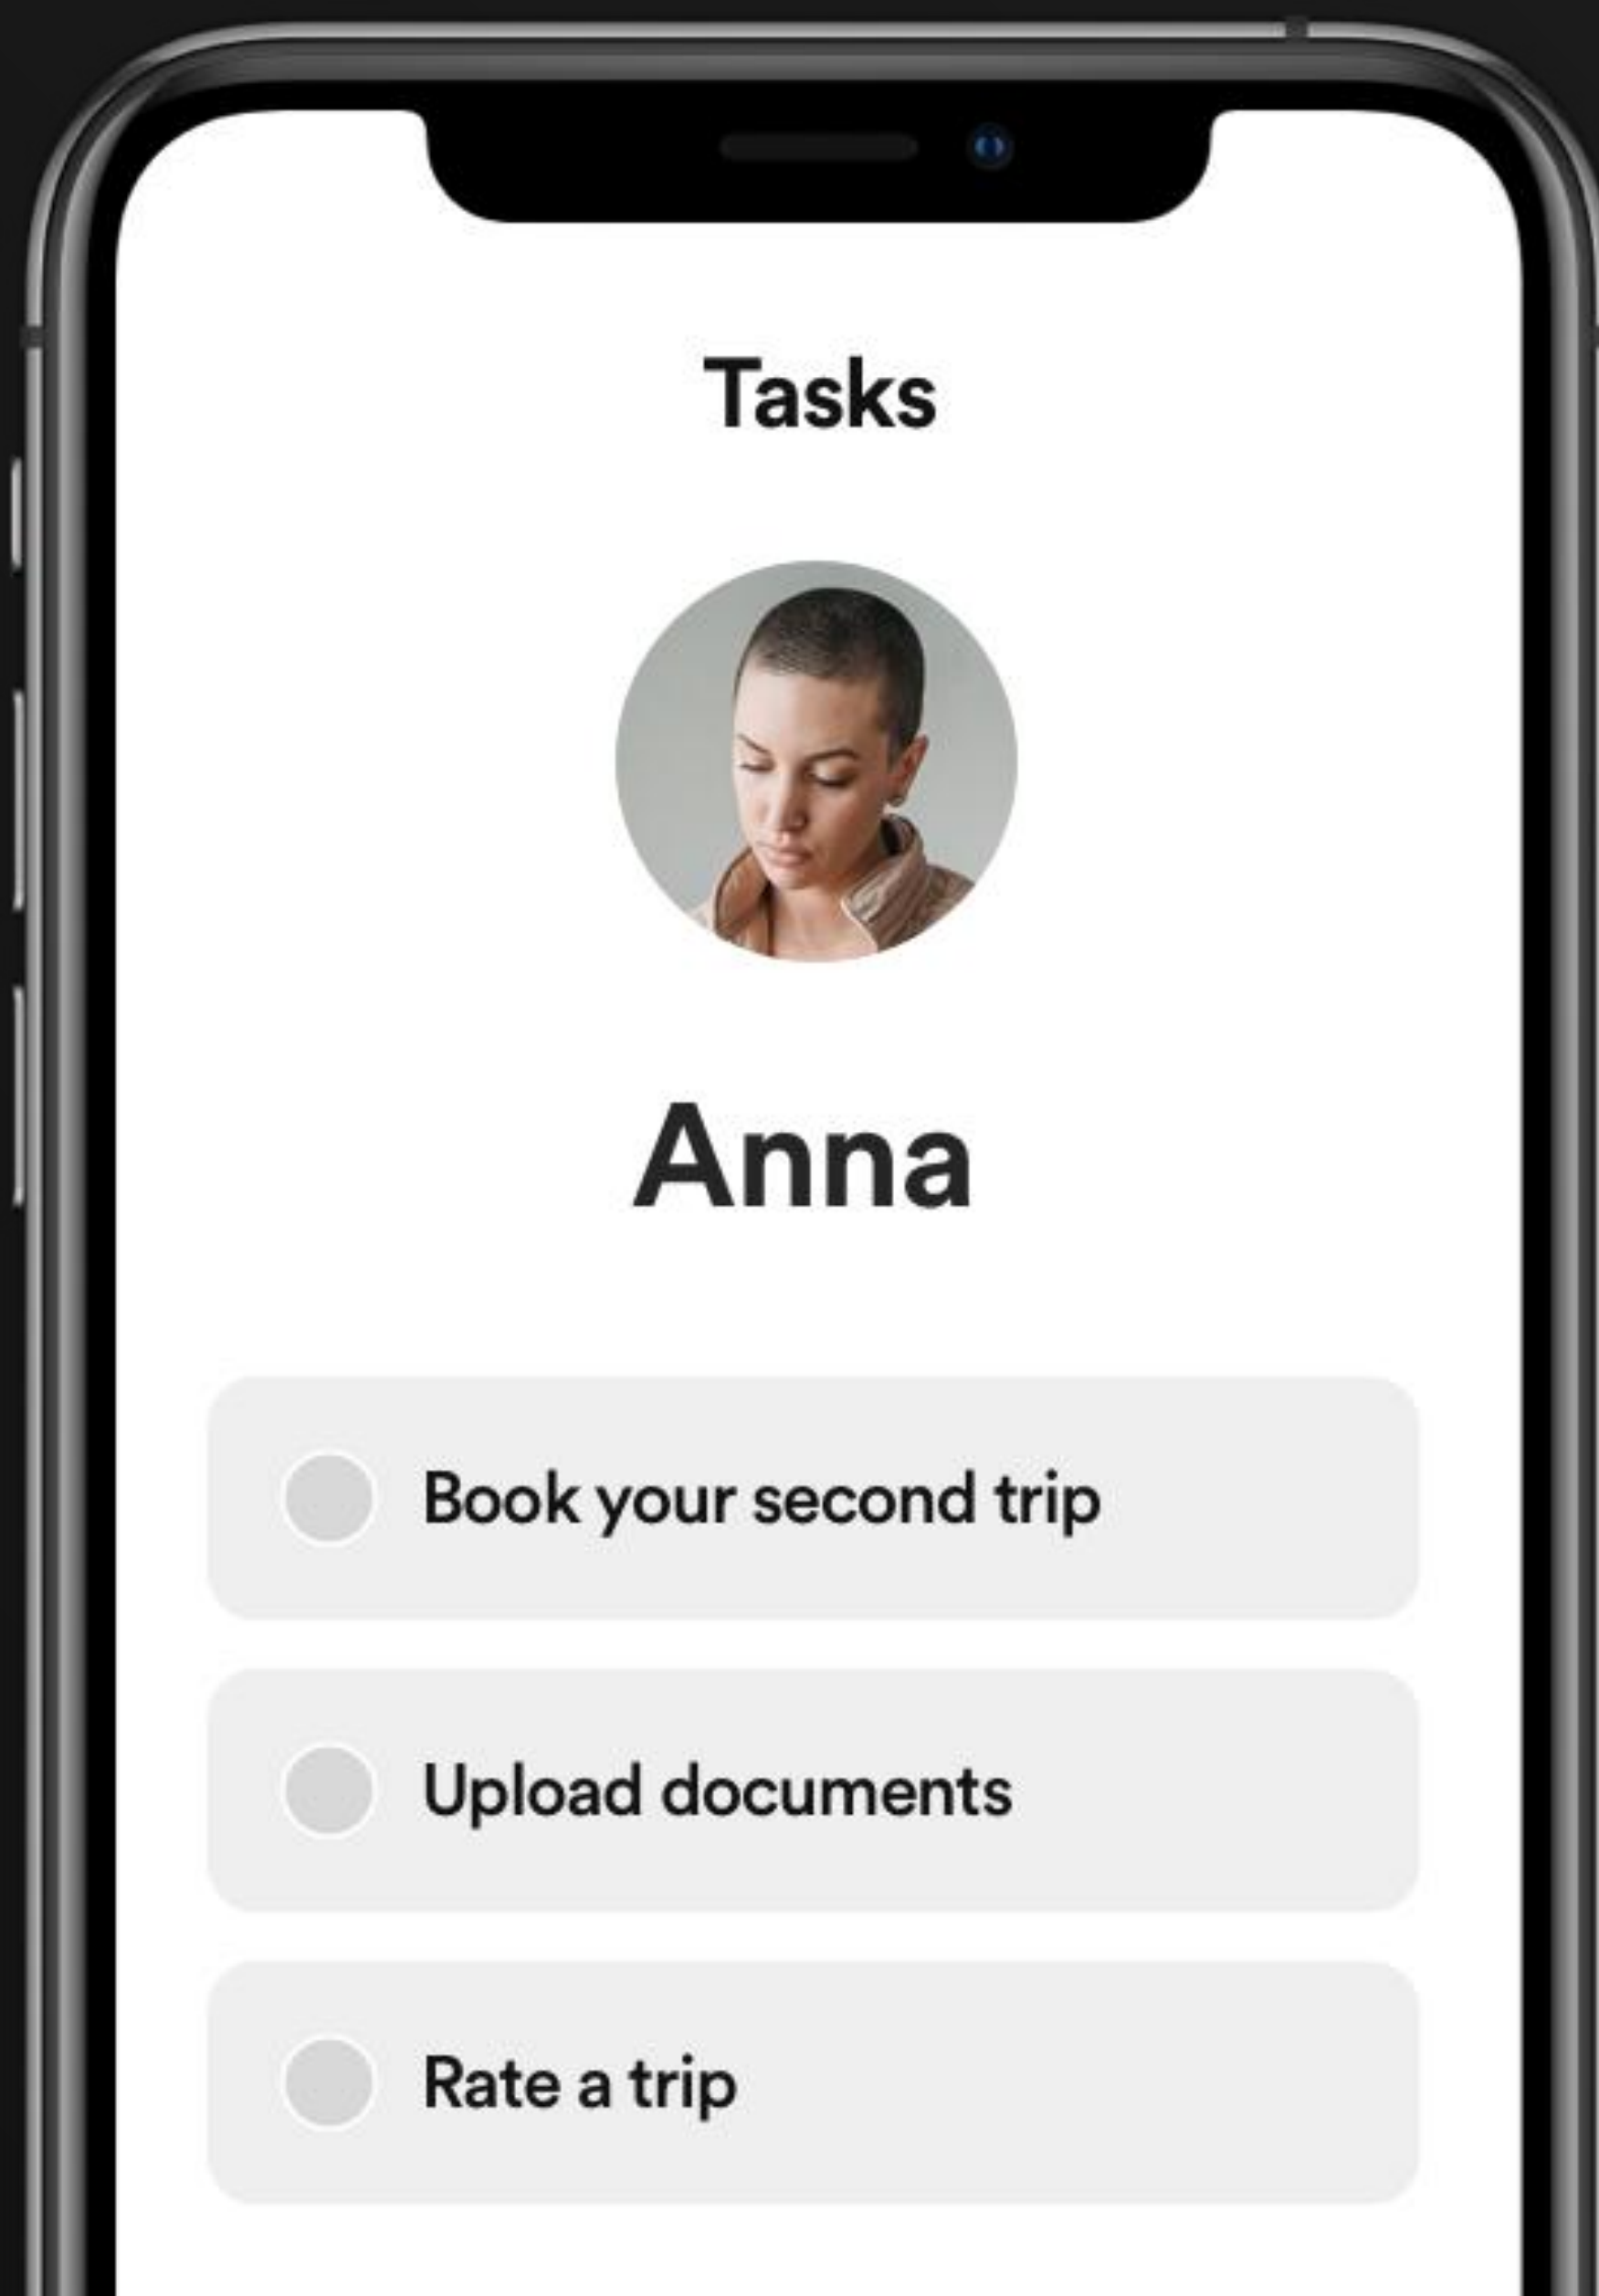 Tasks
Anna
Book your second trip
Upload documents
Rate a trip